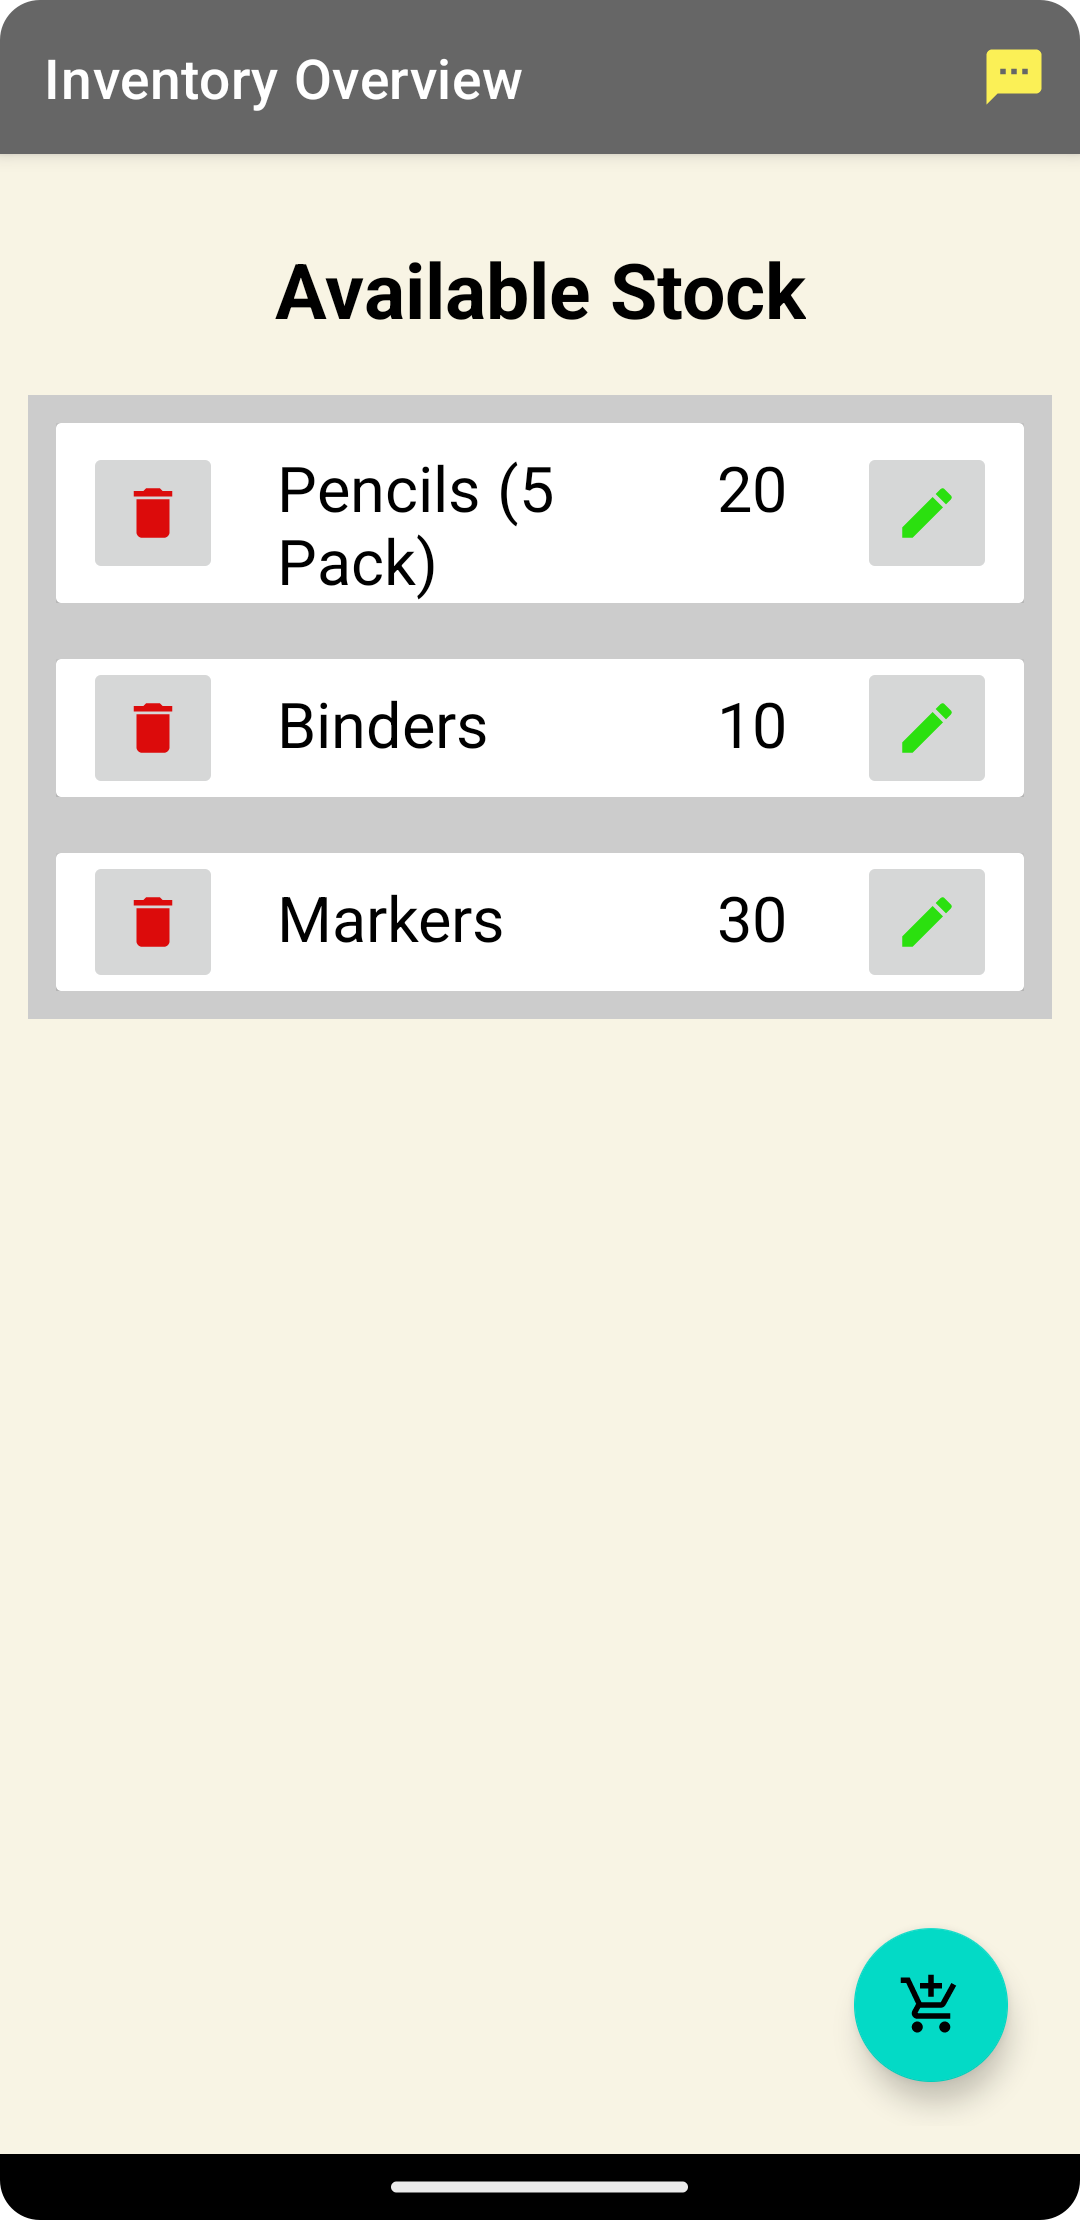 Inventory Overview
Available Stock
Pencils (5 20
Pack)
Binders 10
Markers 30